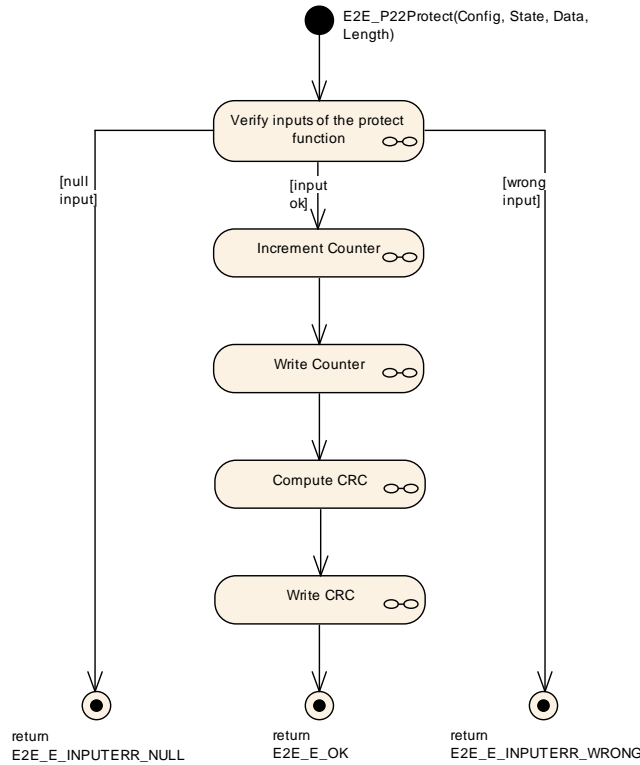 E2E_P22Protect(Config, State, Data,
Length)
Verify inputs of the protect
function
[null
input]
[input
ok]
[wrong
input]
Increment Counter
Write Counter
Compute CRC
Write CRC
return
E2E_E_INPUTERR_NULL
return
E2E_E_OK
return
E2E_E_INPUTERR_WRONG